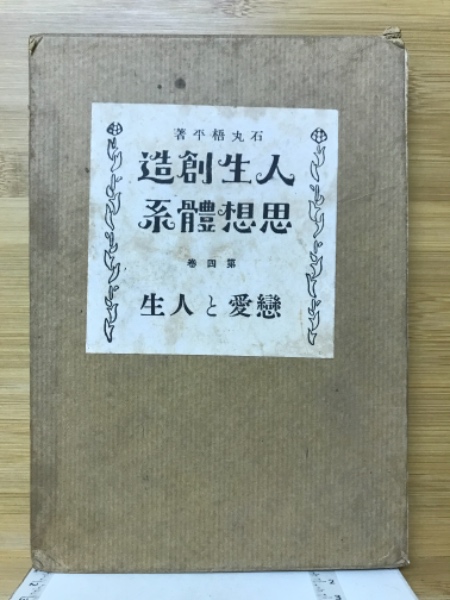 石丸梧平著
人生創造
思想體系
第四卷
戀愛と人生